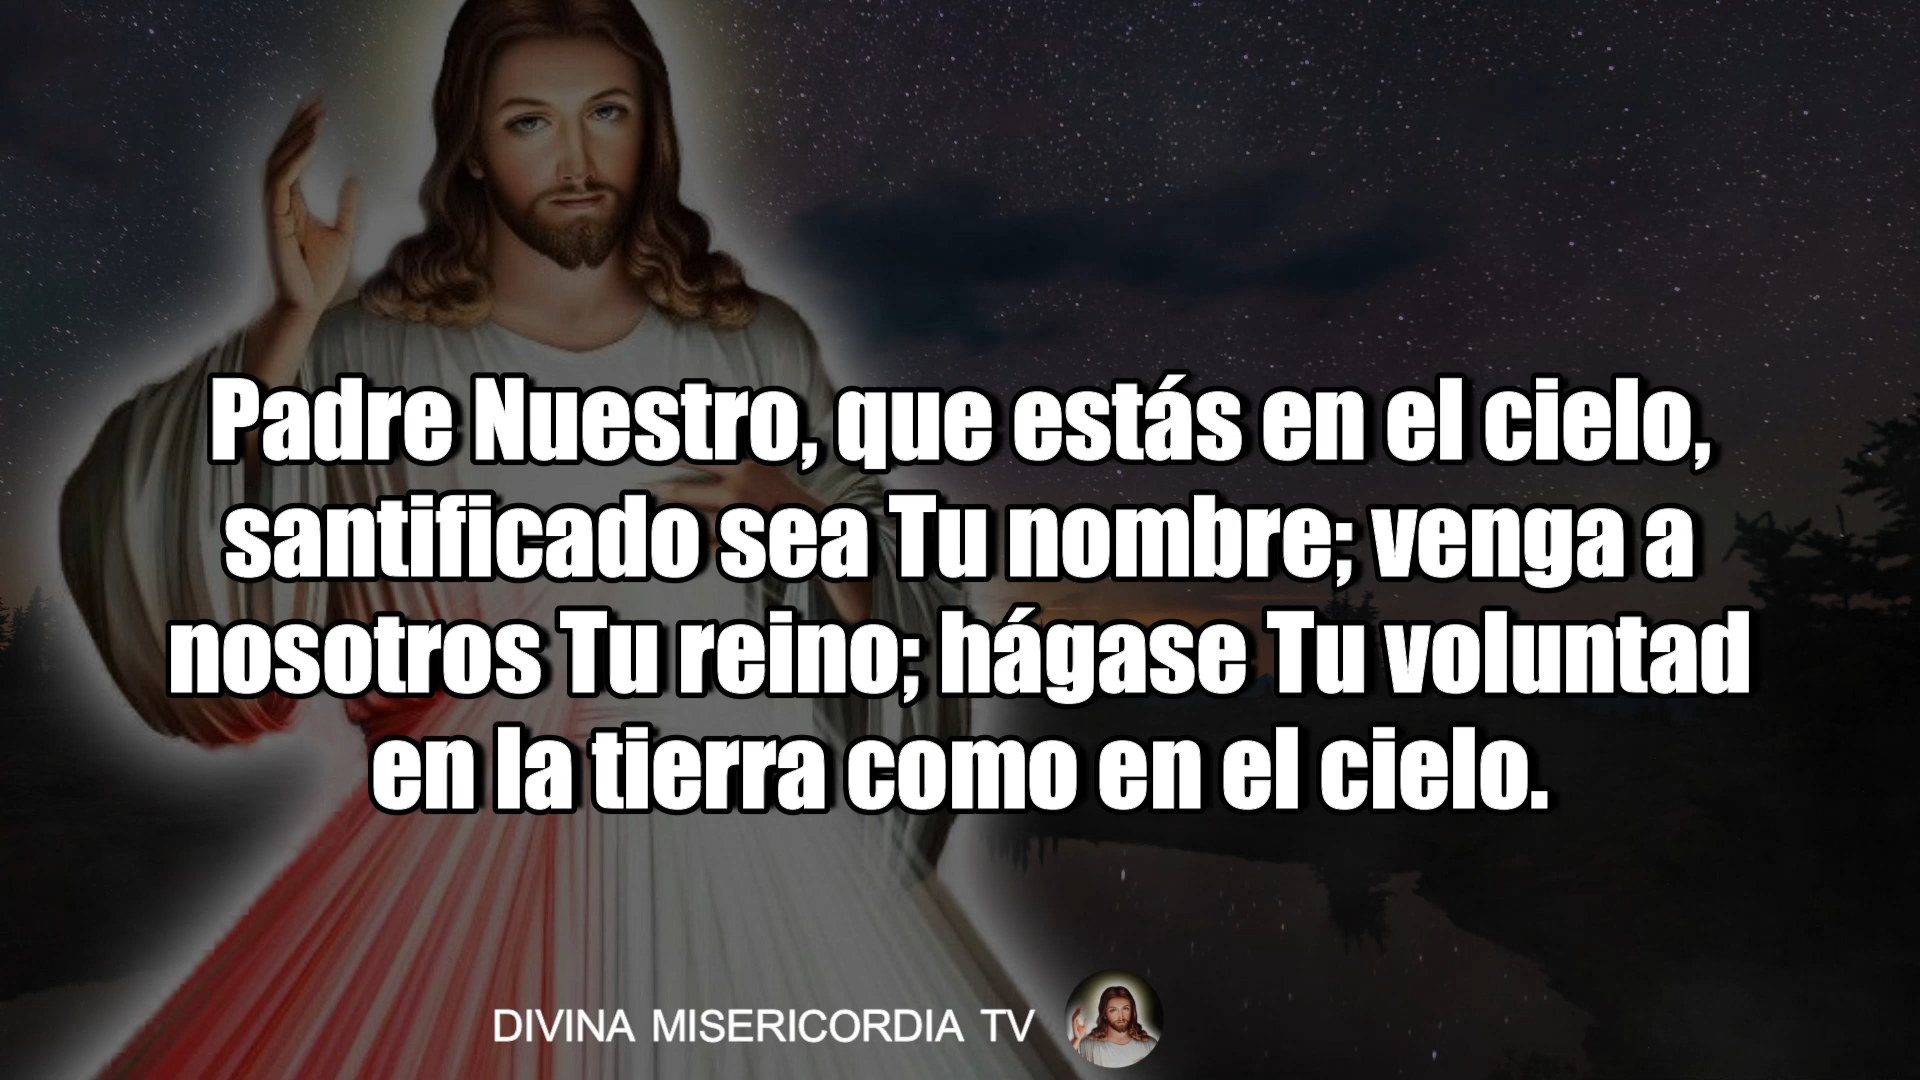 Padre Nuestro, que estás en el cielo,
santificado sea Tu nombre; venga a
nosotros Tu reino; hágase Tu voluntad
en la tierra como en el cielo.
DIVINA MISERICORDIA TV